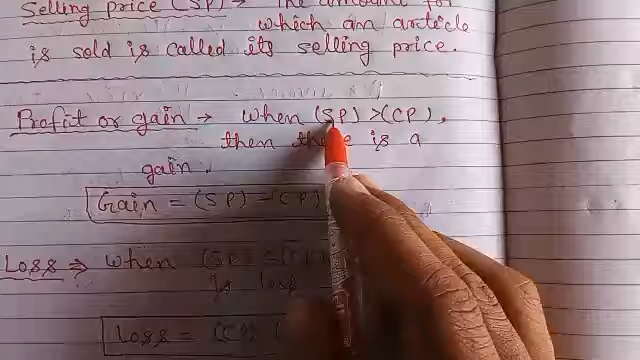 Selling price (SP) → The amount for
which an article
is sold is called its selling price.
Profit or gain → when (SP) > (CP),
then there is a
gain.
Gain = (SP) - (CP)
Loss ⇒ when (SP)
is loss
Loss = (CP)